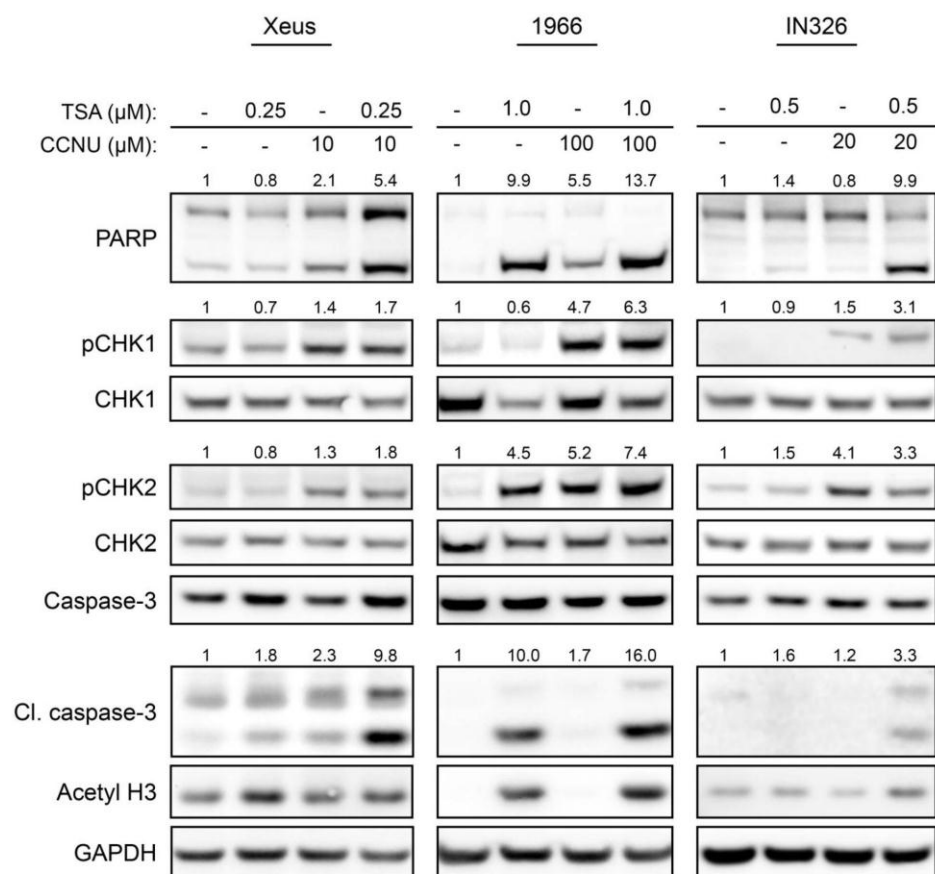 Xeus 1966 IN326
TSA (µM): - 0.25 - 0.25 - 1.0 - 1.0 - 0.5 - 0.5
CCNU (µM): - - 10 10 - - 100 100 - - 20 20
1 0.8 2.1 5.4 1 9.9 5.5 13.7 1 1.4 0.8 9.9
PARP
1 0.7 1.4 1.7 1 0.6 4.7 6.3 1 0.9 1.5 3.1
pCHK1
CHK1
1 0.8 1.3 1.8 1 4.5 5.2 7.4 1 1.5 4.1 3.3
pCHK2
CHK2
Caspase-3
1 1.8 2.3 9.8 1 10.0 1.7 16.0 1 1.6 1.2 3.3
Cl. caspase-3
Acetyl H3
GAPDH